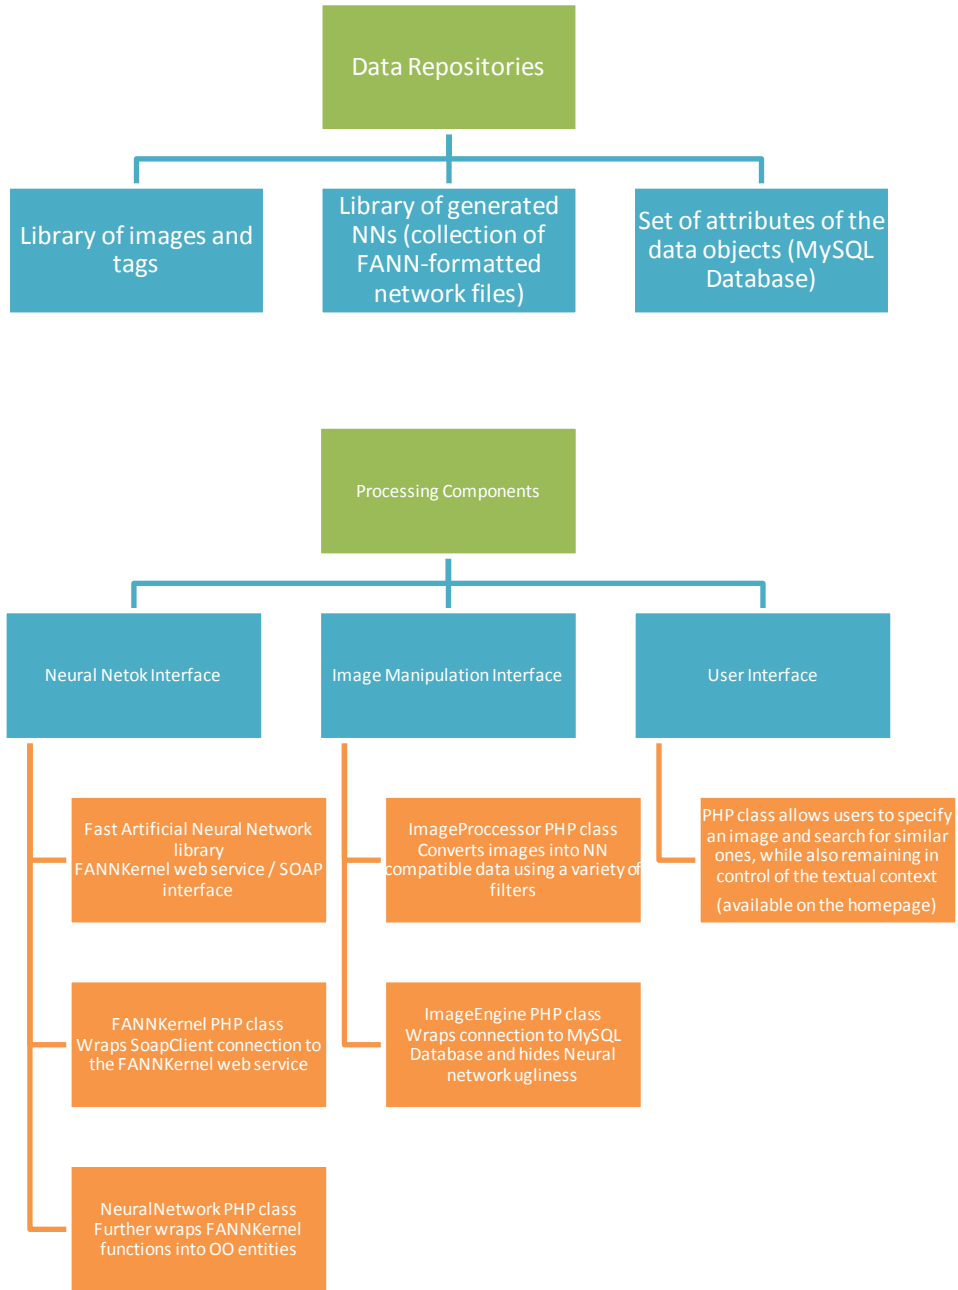 Data Repositories
Library of images and
tags
Library of generated
NNs (collection of
FANN-formatted
network files)
Set of attributes of the
data objects (MySQL
Database)
Processing Components
Neural Netok Interface
Image Manipulation Interface
User Interface
Fast Artificial Neural Network
library
FANNKernel web service / SOAP
interface
FANNKernel PHP class
Wraps SoapClient connection to
the FANNKernel web service
NeuralNetwork PHP class
Further wraps FANNKernel
functions into OO entities
ImageProccessor PHP class
Converts images into NN
compatible data using a variety of
filters
ImageEngine PHP class
Wraps connection to MySQL
Database and hides Neural
network ugliness
PHP class allows users to specify
an image and search for similar
ones, while also remaining in
control of the textual context
(available on the homepage)